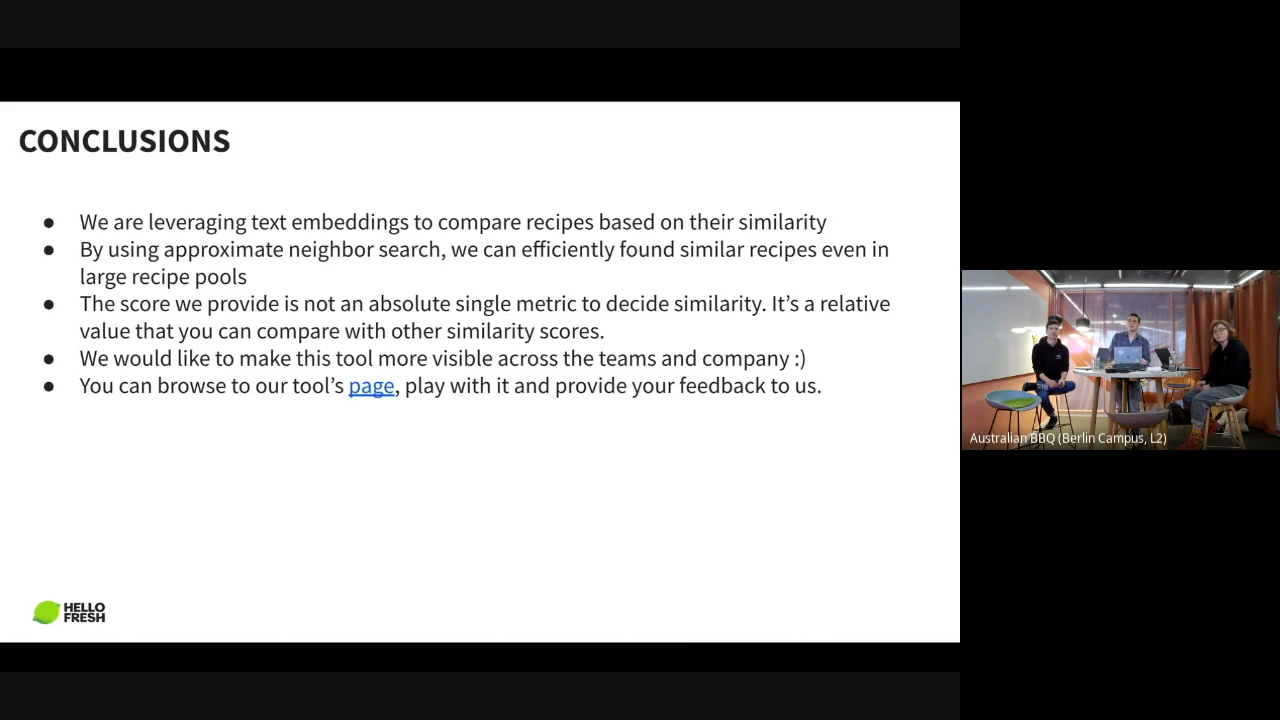 CONCLUSIONS
● We are leveraging text embeddings to compare recipes based on their similarity
● By using approximate neighbor search, we can efficiently found similar recipes even in
large recipe pools
● The score we provide is not an absolute single metric to decide similarity. It’s a relative
value that you can compare with other similarity scores.
● We would like to make this tool more visible across the teams and company :)
● You can browse to our tool’s page, play with it and provide your feedback to us.
HELLO
FRESH
Australian BBQ (Berlin Campus, L2)